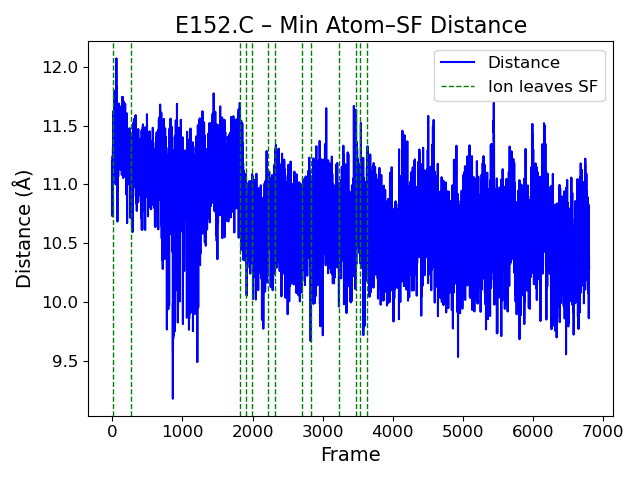 E152.C – Min Atom–SF Distance
Distance
Ion leaves SF
Distance (Å)
12.0
11.5
11.0
10.5
10.0
9.5
0 1000 2000 3000 4000 5000 6000 7000
Frame